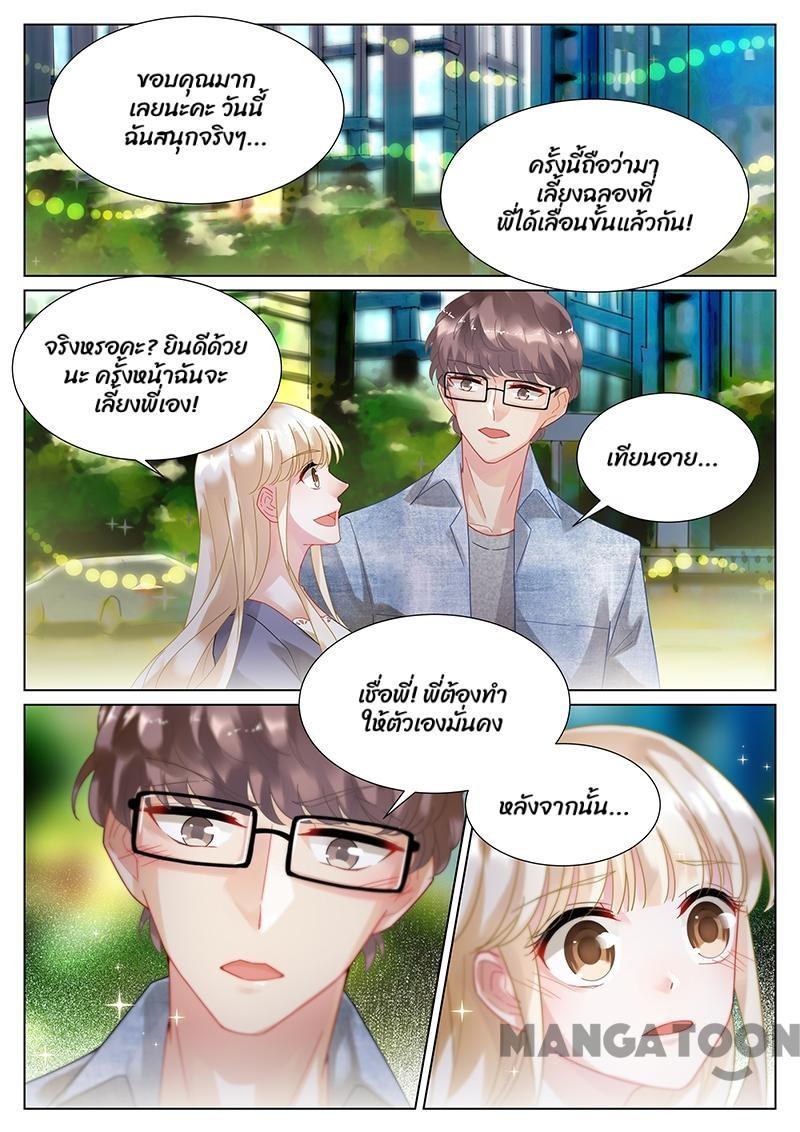 ขอบคุณมาก
เลยนะคะ วันนี้
ฉันสนุกจริงๆ...
ครั้งนี้ถือว่ามา
เลี้ยงฉลองที่
พี่ได้เลื่อนขั้นแล้วกัน!
จริงหรอคะ? ยินดีด้วย
นะ ครั้งหน้าฉันจะ
เลี้ยงพี่เอง!
เทียนอาย...
เชื่อพี่! พี่ต้องทำ
ให้ตัวเองมั่นคง
หลังจากนั้น...
MANGATOON